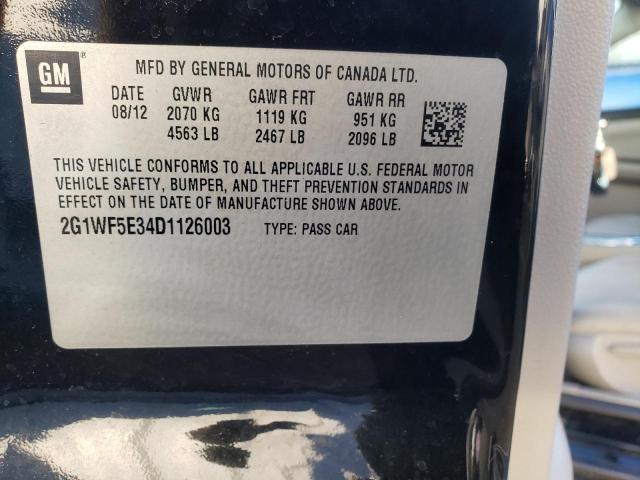 GM ®
MFD BY GENERAL MOTORS OF CANADA LTD.
DATE GVWR GAWR FRT GAWR RR
08/12 2070 KG 1119 KG 951 KG
4563 LB 2467 LB 2096 LB
THIS VEHICLE CONFORMS TO ALL APPLICABLE U.S. FEDERAL MOTOR
VEHICLE SAFETY, BUMPER, AND THEFT PREVENTION STANDARDS IN
EFFECT ON THE DATE OF MANUFACTURE SHOWN ABOVE.
2G1WF5E34D1126003 TYPE: PASS CAR